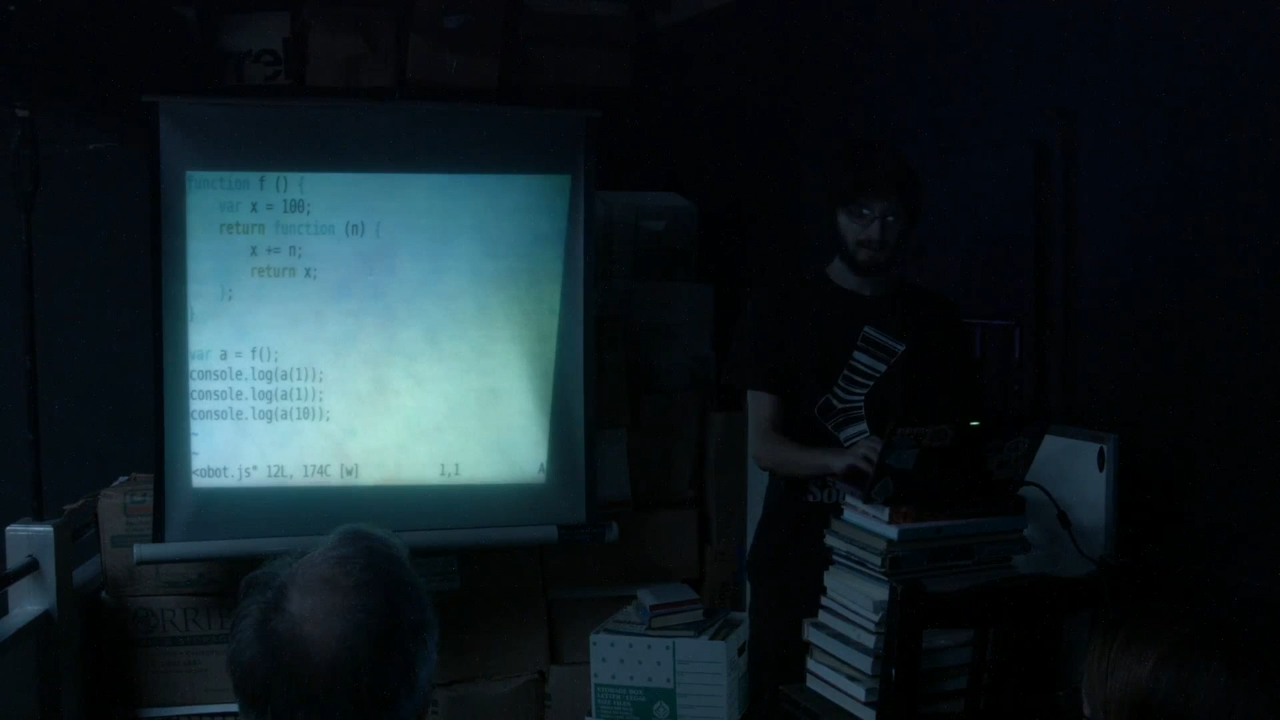 function f () {
    var x = 100;
    return function (n) {
        x += n;
        return x;
    };
}
var a = f();
console.log(a(1));
console.log(a(1));
console.log(a(10));
~
~
<obot.js" 12L, 174C [w] 1,1 A